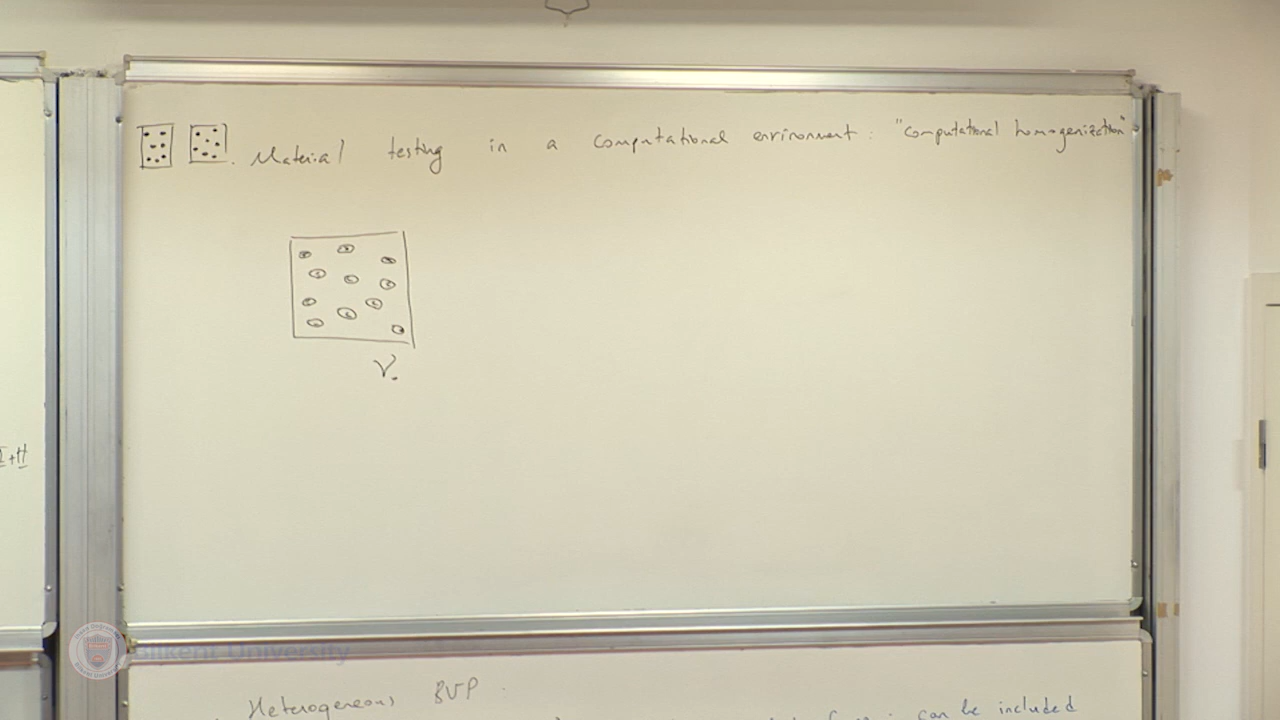 . Material testing in a computational environment : "computational homogenization"
V.
I+H
Heterogeneous BVP .
can be included
Bilkent University